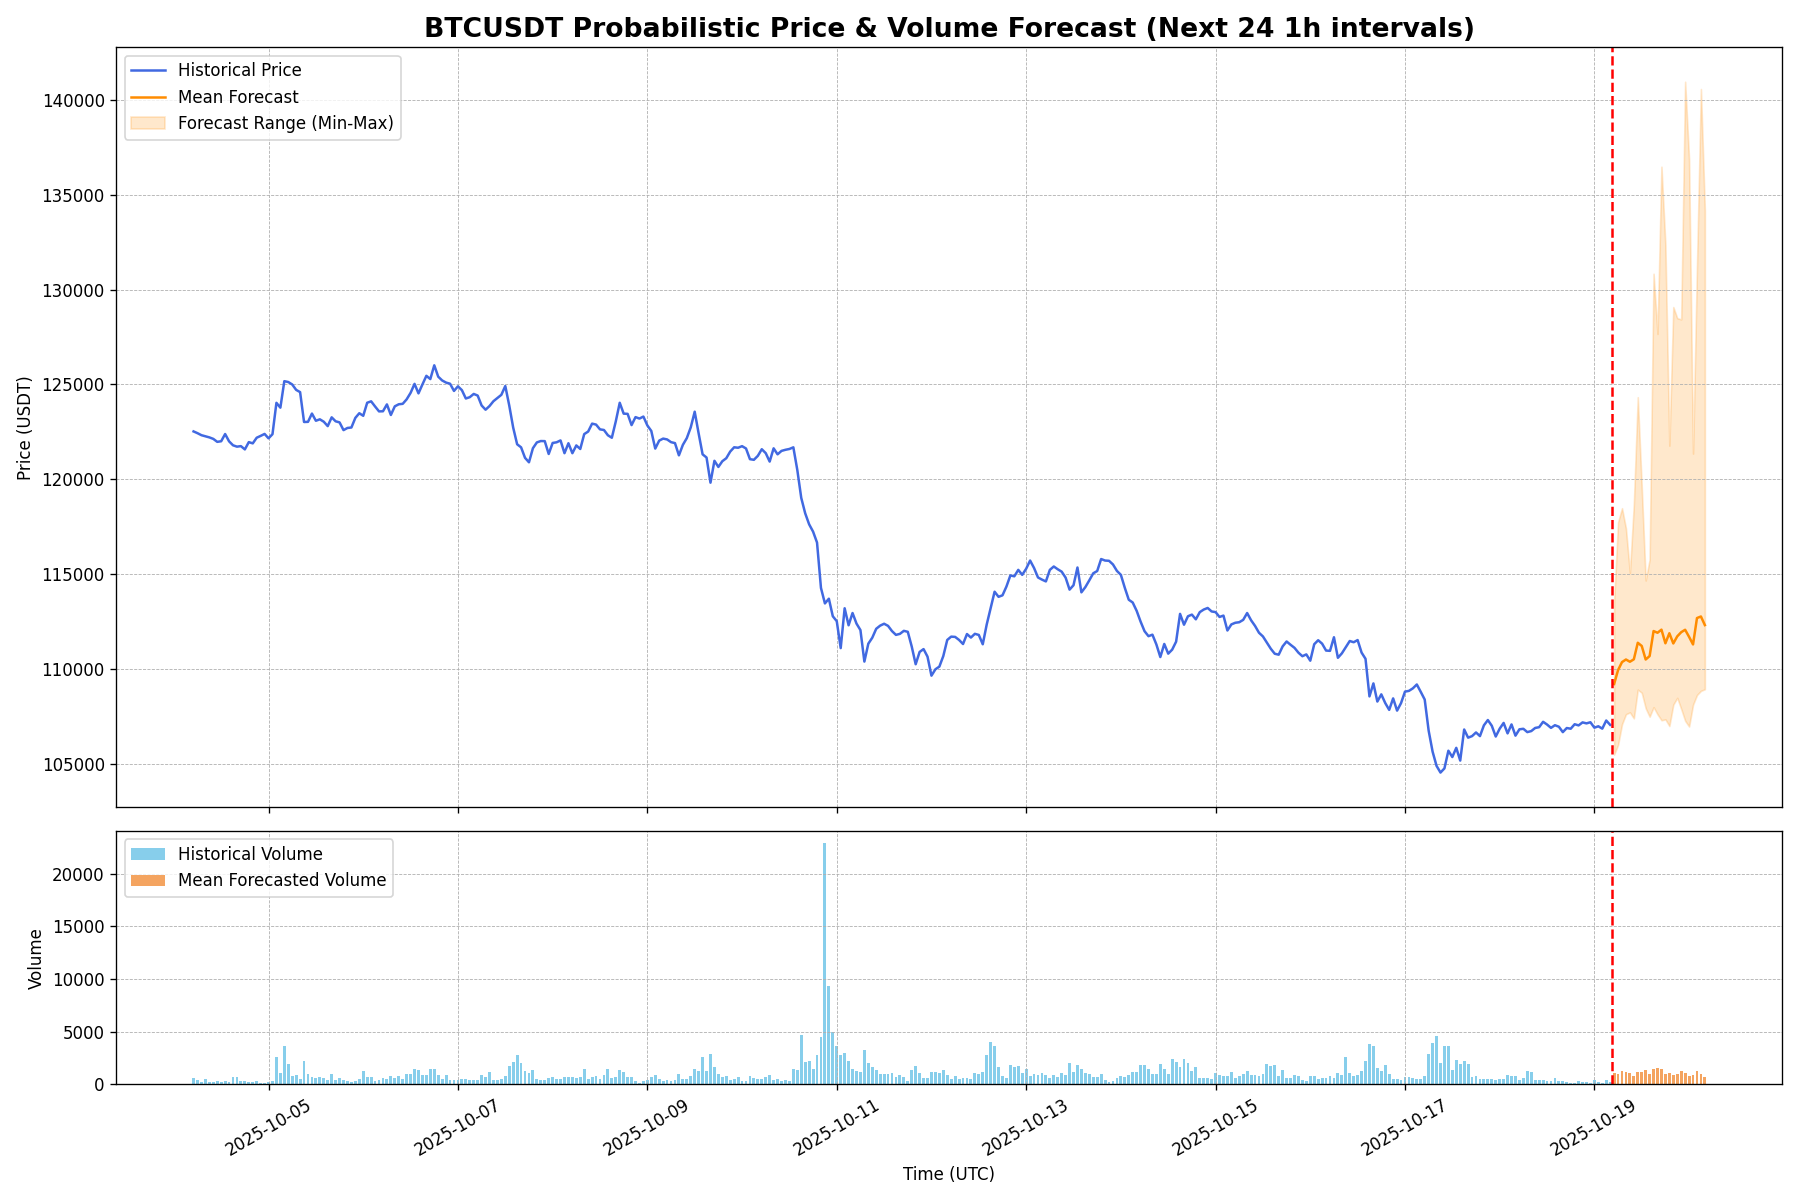 BTCUSDT Probabilistic Price & Volume Forecast (Next 24 1h intervals)
Historical Price
Mean Forecast
Forecast Range (Min-Max)
140000
135000
130000
125000
120000
115000
110000
105000
Price (USDT)
Historical Volume
Mean Forecasted Volume
20000
15000
10000
5000
0
Volume
2025-10-05
2025-10-07
2025-10-09
2025-10-11
2025-10-13
2025-10-15
2025-10-17
2025-10-19
Time (UTC)